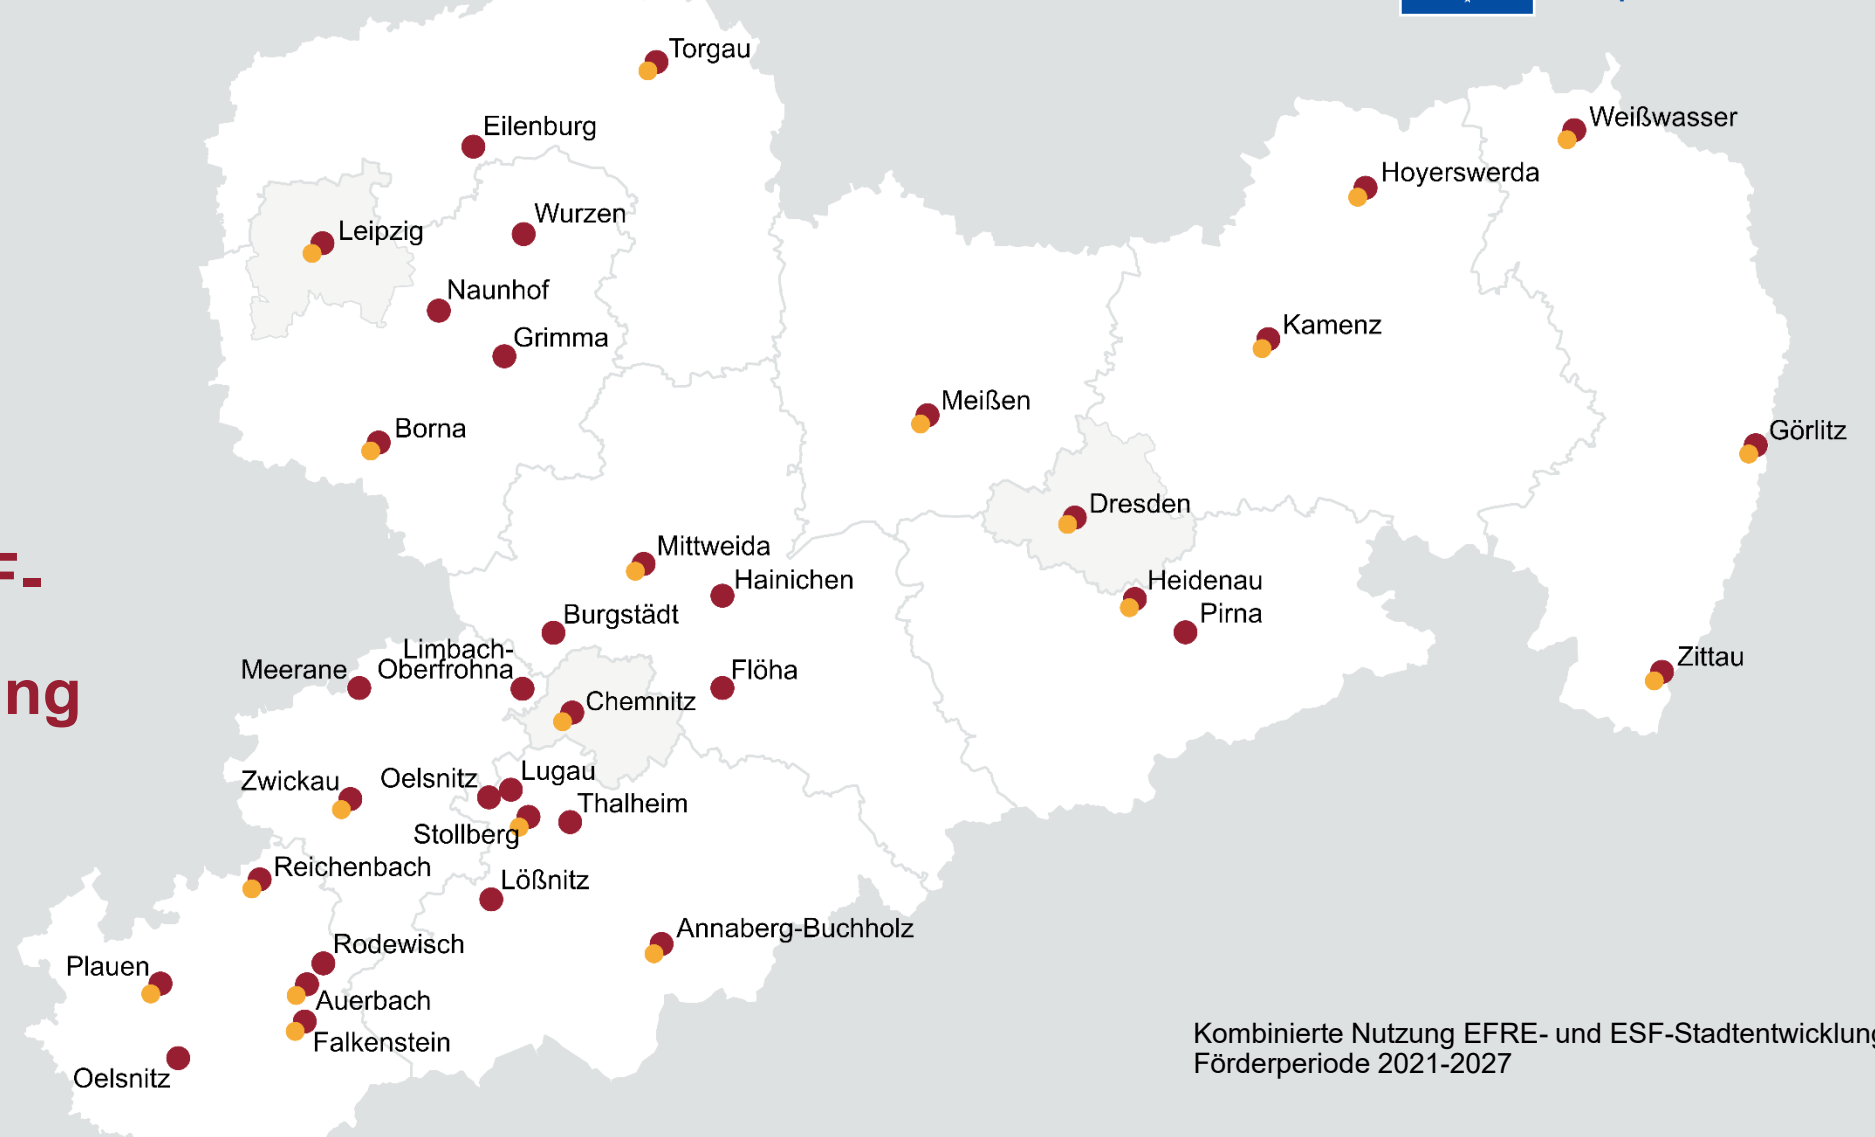 Torgau
Eilenburg
Weißwasser
Hoyerswerda
Wurzen
Leipzig
Naunhof
Kamenz
Grimma
Meißen
Borna
Görlitz
Dresden
Mittweida
Hainichen
Heidenau
Burgstädt
Pirna
Limbach-
Oberfrohna
Meerane
Flöha
Zittau
Chemnitz
ng
Lugau
Oelsnitz
Zwickau
Thalheim
Stollberg
Reichenbach
Lößnitz
Annaberg-Buchholz
Rodewisch
Plauen
Auerbach
Falkenstein
Oelsnitz
Kombinierte Nutzung EFRE- und ESF-Stadtentwicklung
Förderperiode 2021-2027